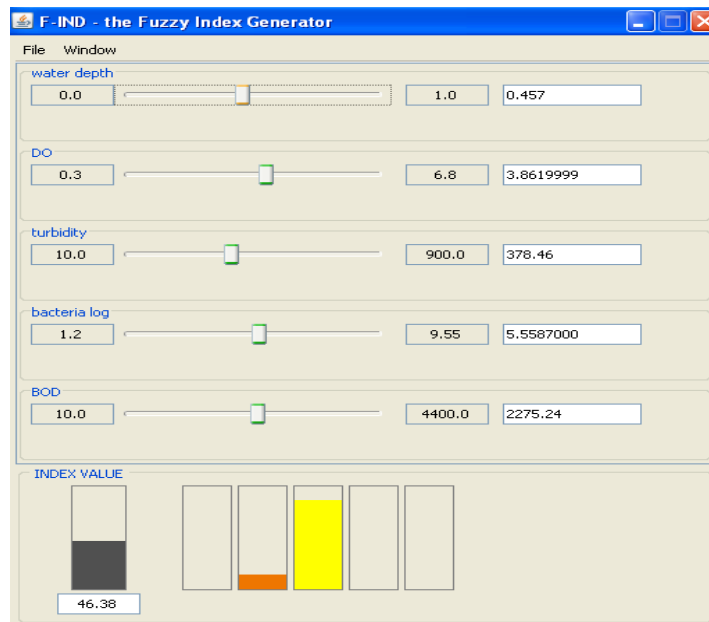 F-IND - the Fuzzy Index Generator
File Window
water depth
0.0 1.0 0.457
DO
0.3 6.8 3.8619999
turbidity
10.0 900.0 378.46
bacteria log
1.2 9.55 5.5587000
BOD
10.0 4400.0 2275.24
INDEX VALUE
46.38